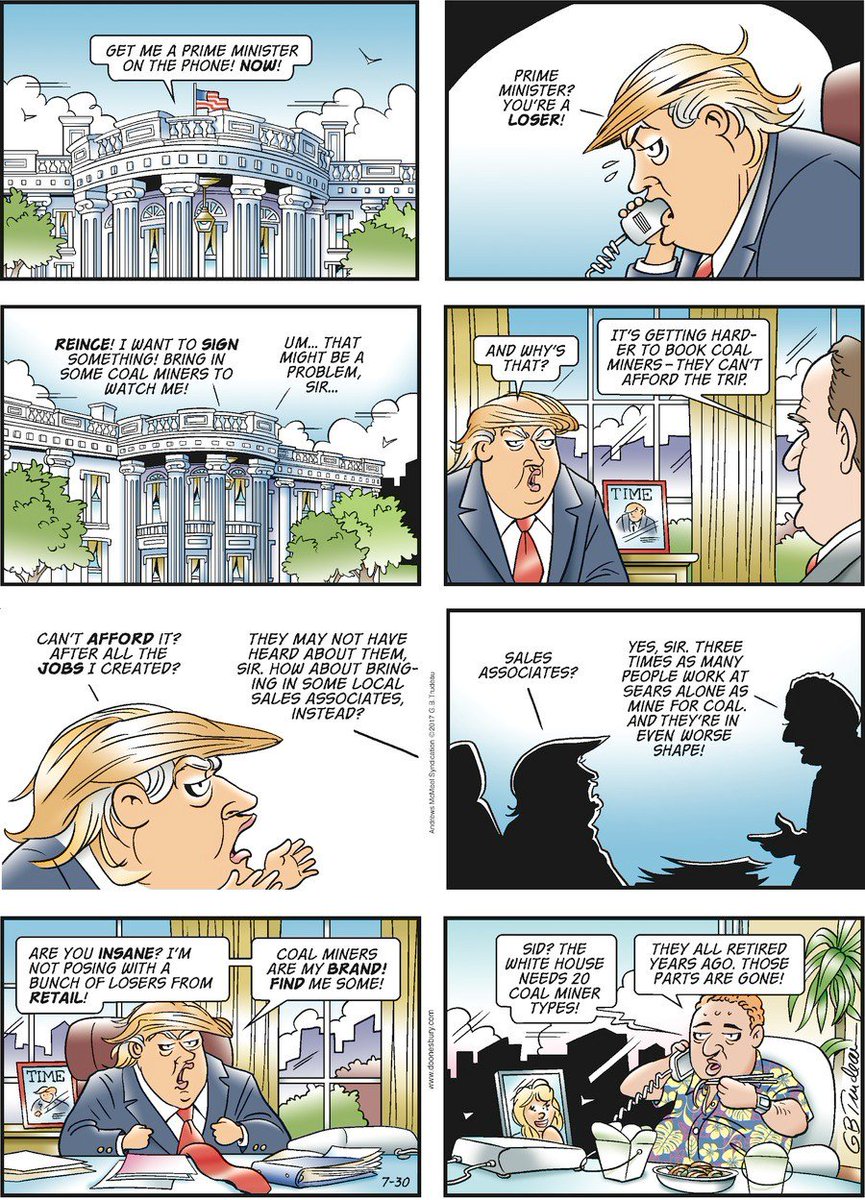 GET ME A PRIME MINISTER
ON THE PHONE! NOW!
PRIME
MINISTER?
YOU'RE A
LOSER!
REINCE! I WANT TO SIGN
SOMETHING! BRING IN
SOME COAL MINERS TO
WATCH ME!
UM... THAT
MIGHT BE A
PROBLEM,
SIR...
AND WHY'S
THAT?
IT'S GETTING HARD-
ER TO BOOK COAL
MINERS – THEY CAN'T
AFFORD THE TRIP.
TIME
CAN'T AFFORD IT?
AFTER ALL THE
JOBS I CREATED?
THEY MAY NOT HAVE
HEARD ABOUT THEM,
SIR. HOW ABOUT BRING-
ING IN SOME LOCAL
SALES ASSOCIATES,
INSTEAD?
Andrews McMeel Syndication ©2017 G.B. Trudeau
SALES
ASSOCIATES?
YES, SIR. THREE
TIMES AS MANY
PEOPLE WORK AT
SEARS ALONE AS
MINE FOR COAL.
AND THEY'RE IN
EVEN WORSE
SHAPE!
ARE YOU INSANE? I'M
NOT POSING WITH A
BUNCH OF LOSERS FROM
RETAIL!
COAL MINERS
ARE MY BRAND!
FIND ME SOME!
TIME
7-30
www.doonesbury.com
SID? THE
WHITE HOUSE
NEEDS 20
COAL MINER
TYPES!
THEY ALL RETIRED
YEARS AGO. THOSE
PARTS ARE GONE!
GB Trudeau